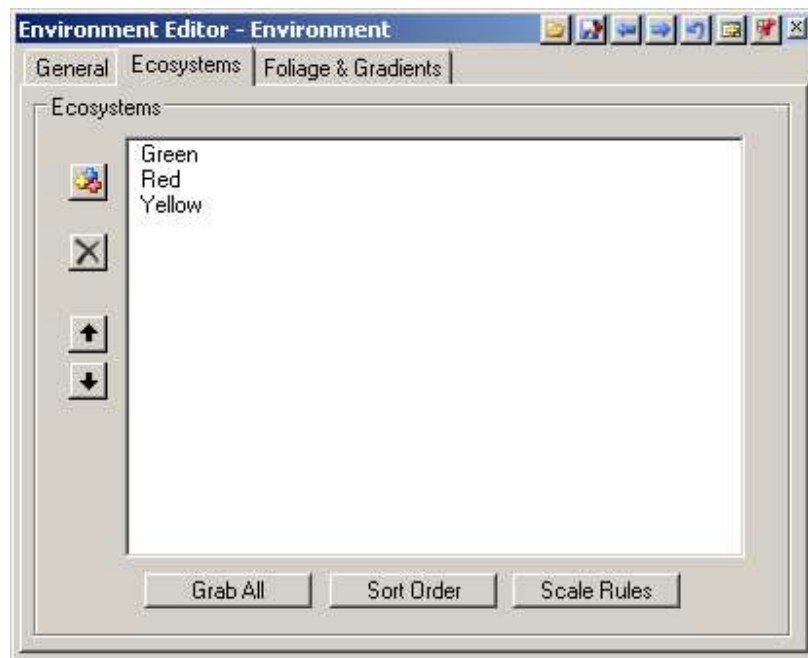 Environment Editor - Environment
General Ecosystems Foliage & Gradients
Ecosystems
Green
Red
Yellow
Grab All Sort Order Scale Rules